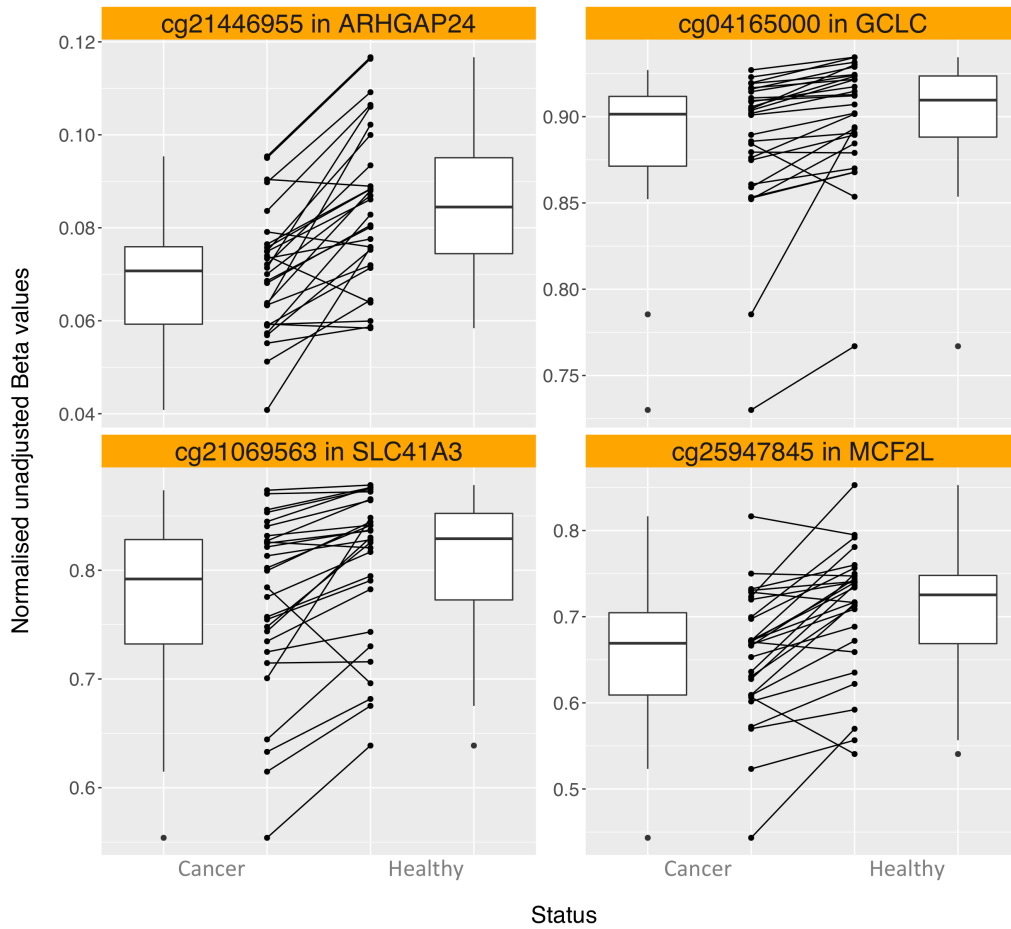 cg21446955 in ARHGAP24
cg04165000 in GCLC
0.12
0.10
0.08
0.06
0.04
0.90
0.85
0.80
0.75
Normalised unadjusted Beta values
cg21069563 in SLC41A3
cg25947845 in MCF2L
0.8
0.7
0.6
0.8
0.7
0.6
0.5
Cancer Healthy
Cancer Healthy
Status